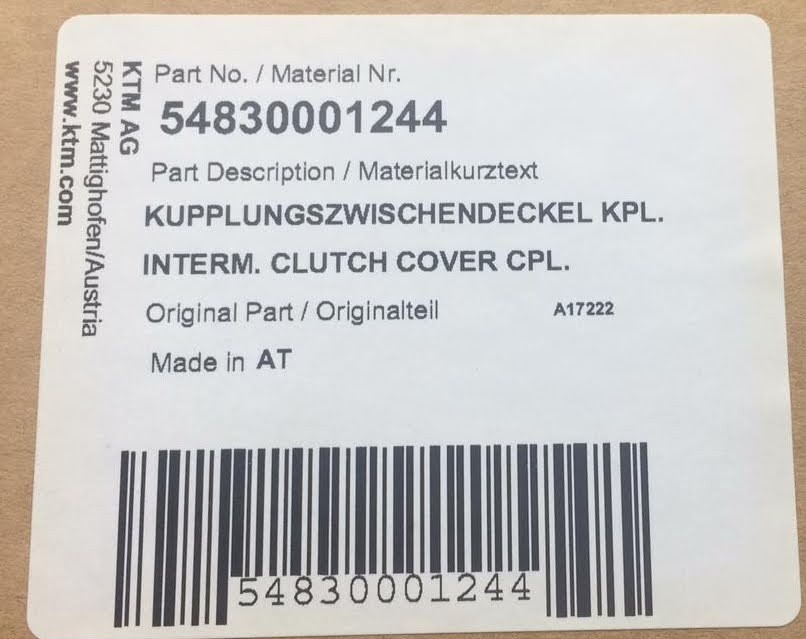 KTM AG
5230 Mattighofen/Austria
www.ktm.com
Part No. / Material Nr.
54830001244
Part Description / Materialkurztext
KUPPLUNGSZWISCHENDECKEL KPL.
INTERM. CLUTCH COVER CPL.
Original Part / Originalteil A17222
Made in AT
54830001244